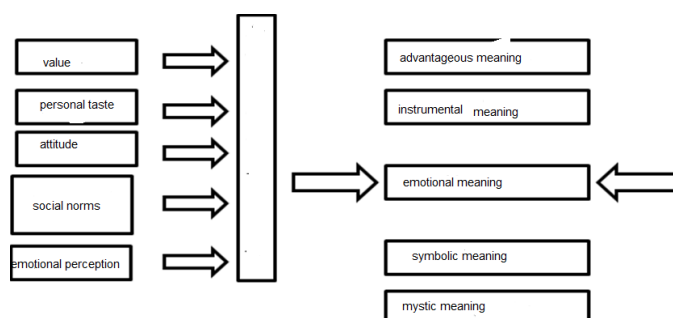 value
personal taste
attitude
social norms
emotional perception
advantageous meaning
instrumental meaning
emotional meaning
symbolic meaning
mystic meaning